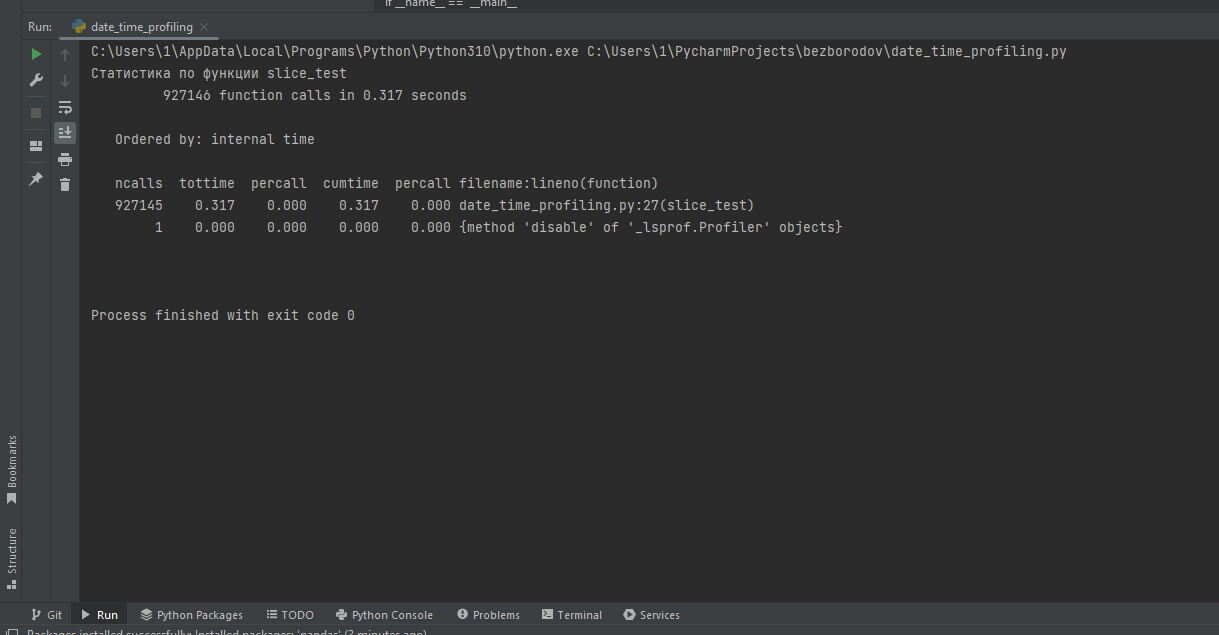 if __name__ == '__main__
Run: date_time_profiling
C:\Users\1\AppData\Local\Programs\Python\Python310\python.exe C:\Users\1\PycharmProjects\bezborodov\date_time_profiling.py
Статистика по функции slice_test
927146 function calls in 0.317 seconds
Ordered by: internal time
ncalls tottime percall cumtime percall filename:lineno(function)
927145 0.317 0.000 0.317 0.000 date_time_profiling.py:27(slice_test)
1 0.000 0.000 0.000 0.000 {method 'disable' of '_lsprof.Profiler' objects}
Process finished with exit code 0
Bookmarks
Structure
Git Run Python Packages TODO Python Console Problems Terminal Services
Packages installed successfully: Installed packages: 'pandas' (3 minutes ago)